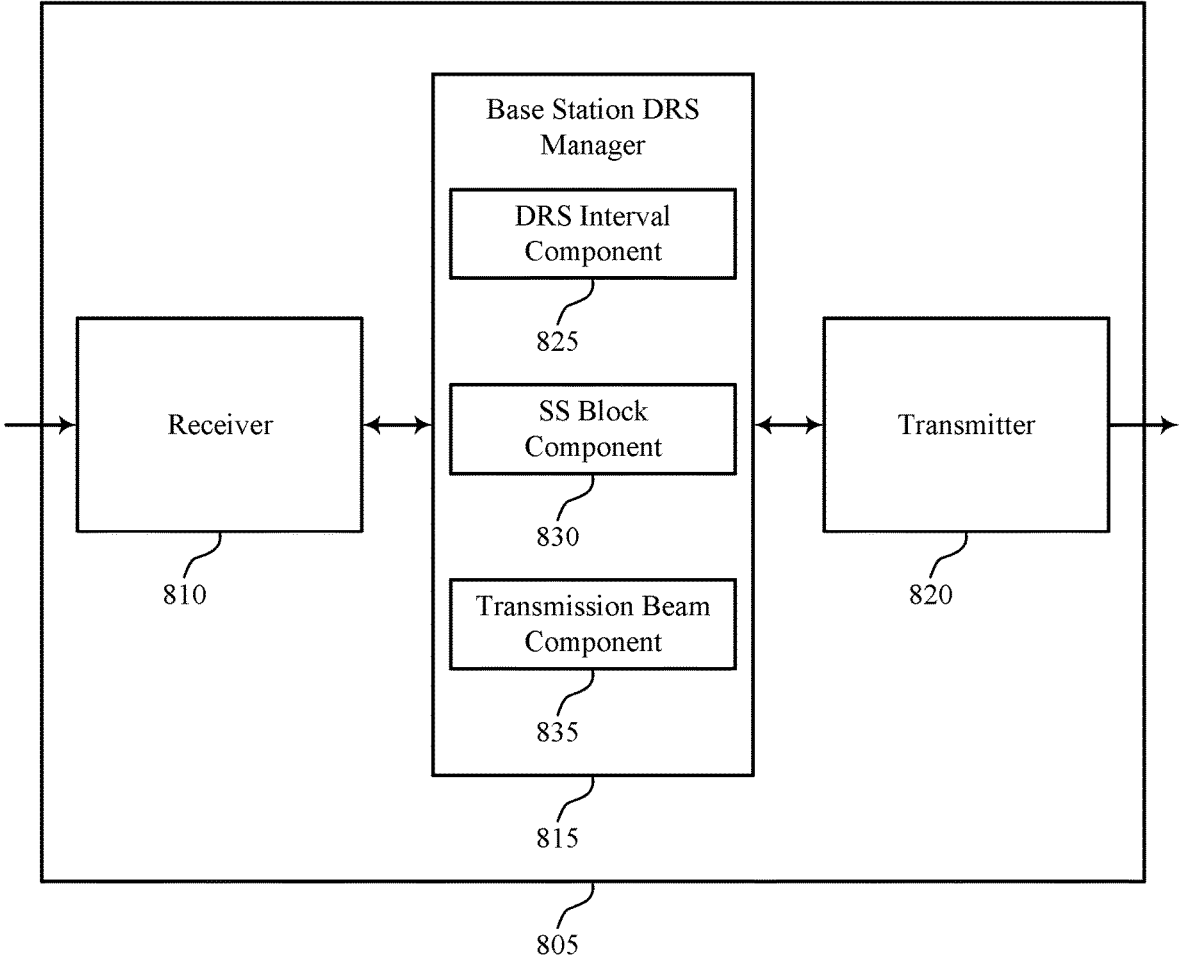 Base Station DRS
Manager
DRS Interval
Component
825
Receiver
810
SS Block
Component
830
Transmitter
820
Transmission Beam
Component
835
815
805